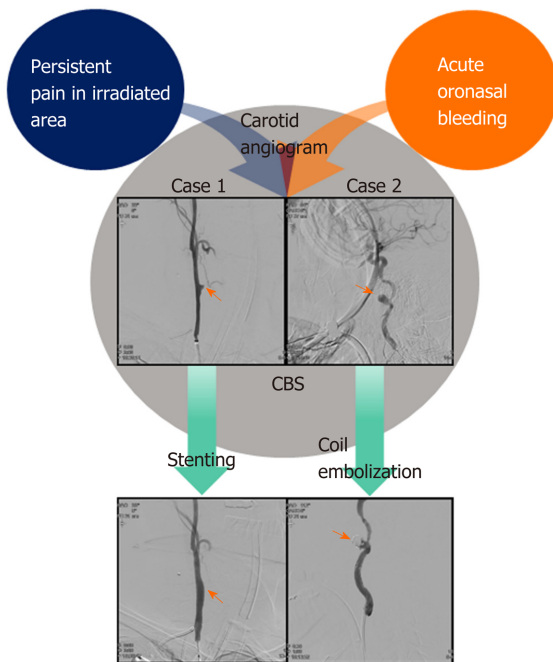 Persistent
pain in irradiated
area
Acute
oronasal
bleeding
Carotid
angiogram
Case 1
Case 2
CBS
Stenting
Coil
embolization